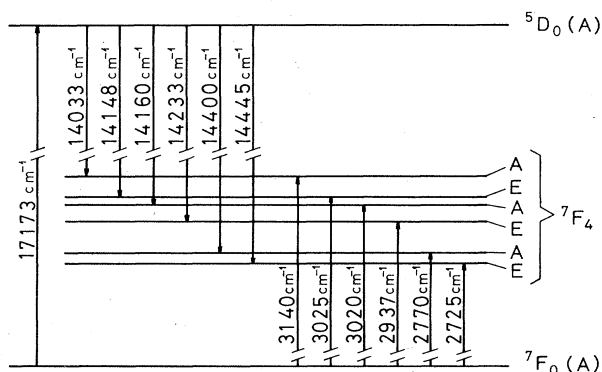 ⁵D₀ (A)
14033 cm⁻¹
14148 cm⁻¹
14160 cm⁻¹
14233 cm⁻¹
14400 cm⁻¹
14445 cm⁻¹
17173 cm⁻¹
A
E
A
E
A
E
⁷F₄
3140 cm⁻¹
3025 cm⁻¹
3020 cm⁻¹
2937 cm⁻¹
2770 cm⁻¹
2725 cm⁻¹
⁷F₀ (A)